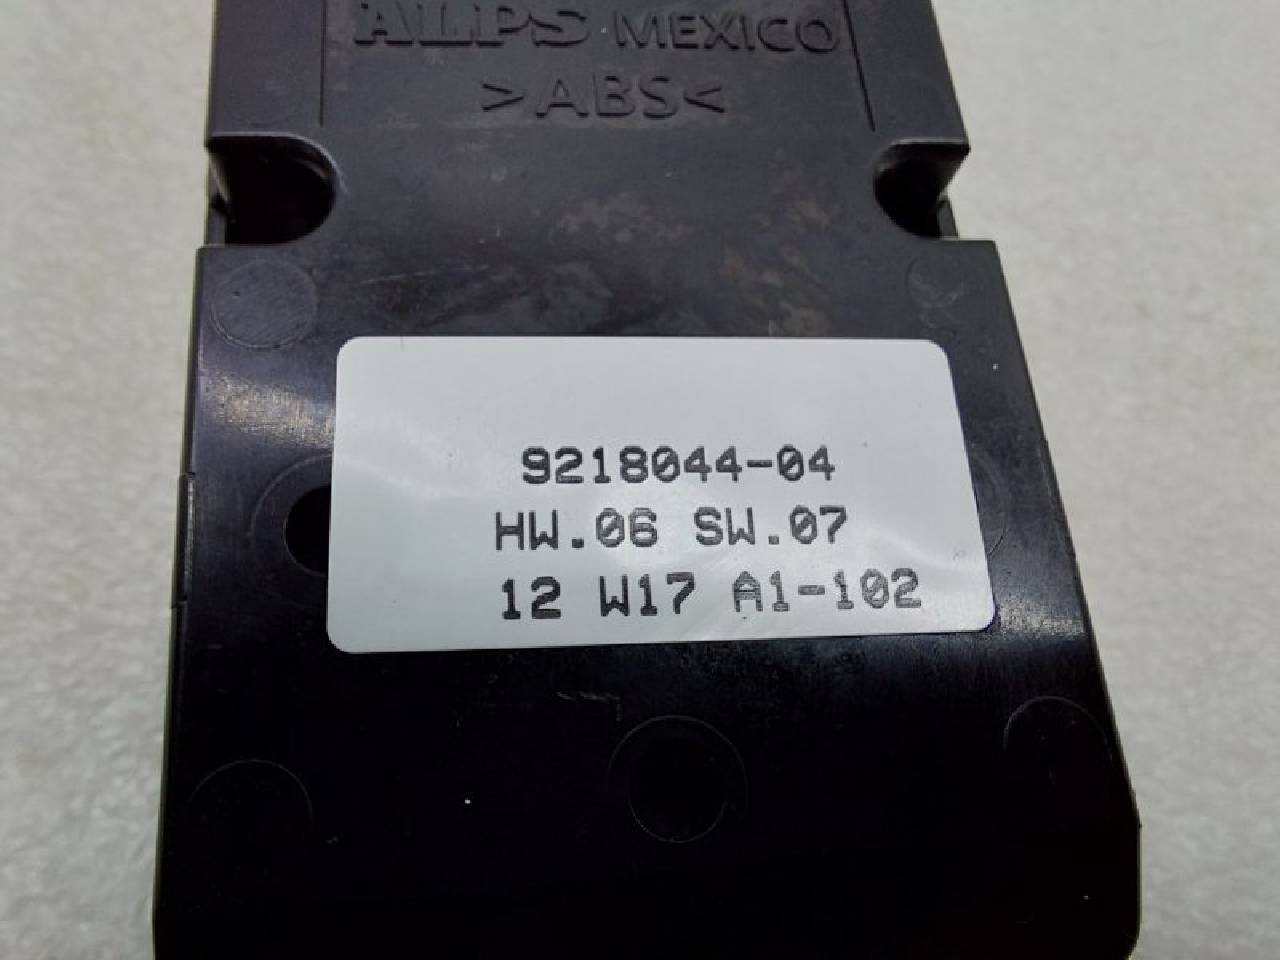 ALPS MEXICO
>ABS<
9218044-04
HW.06 SW.07
12 W17 A1-102